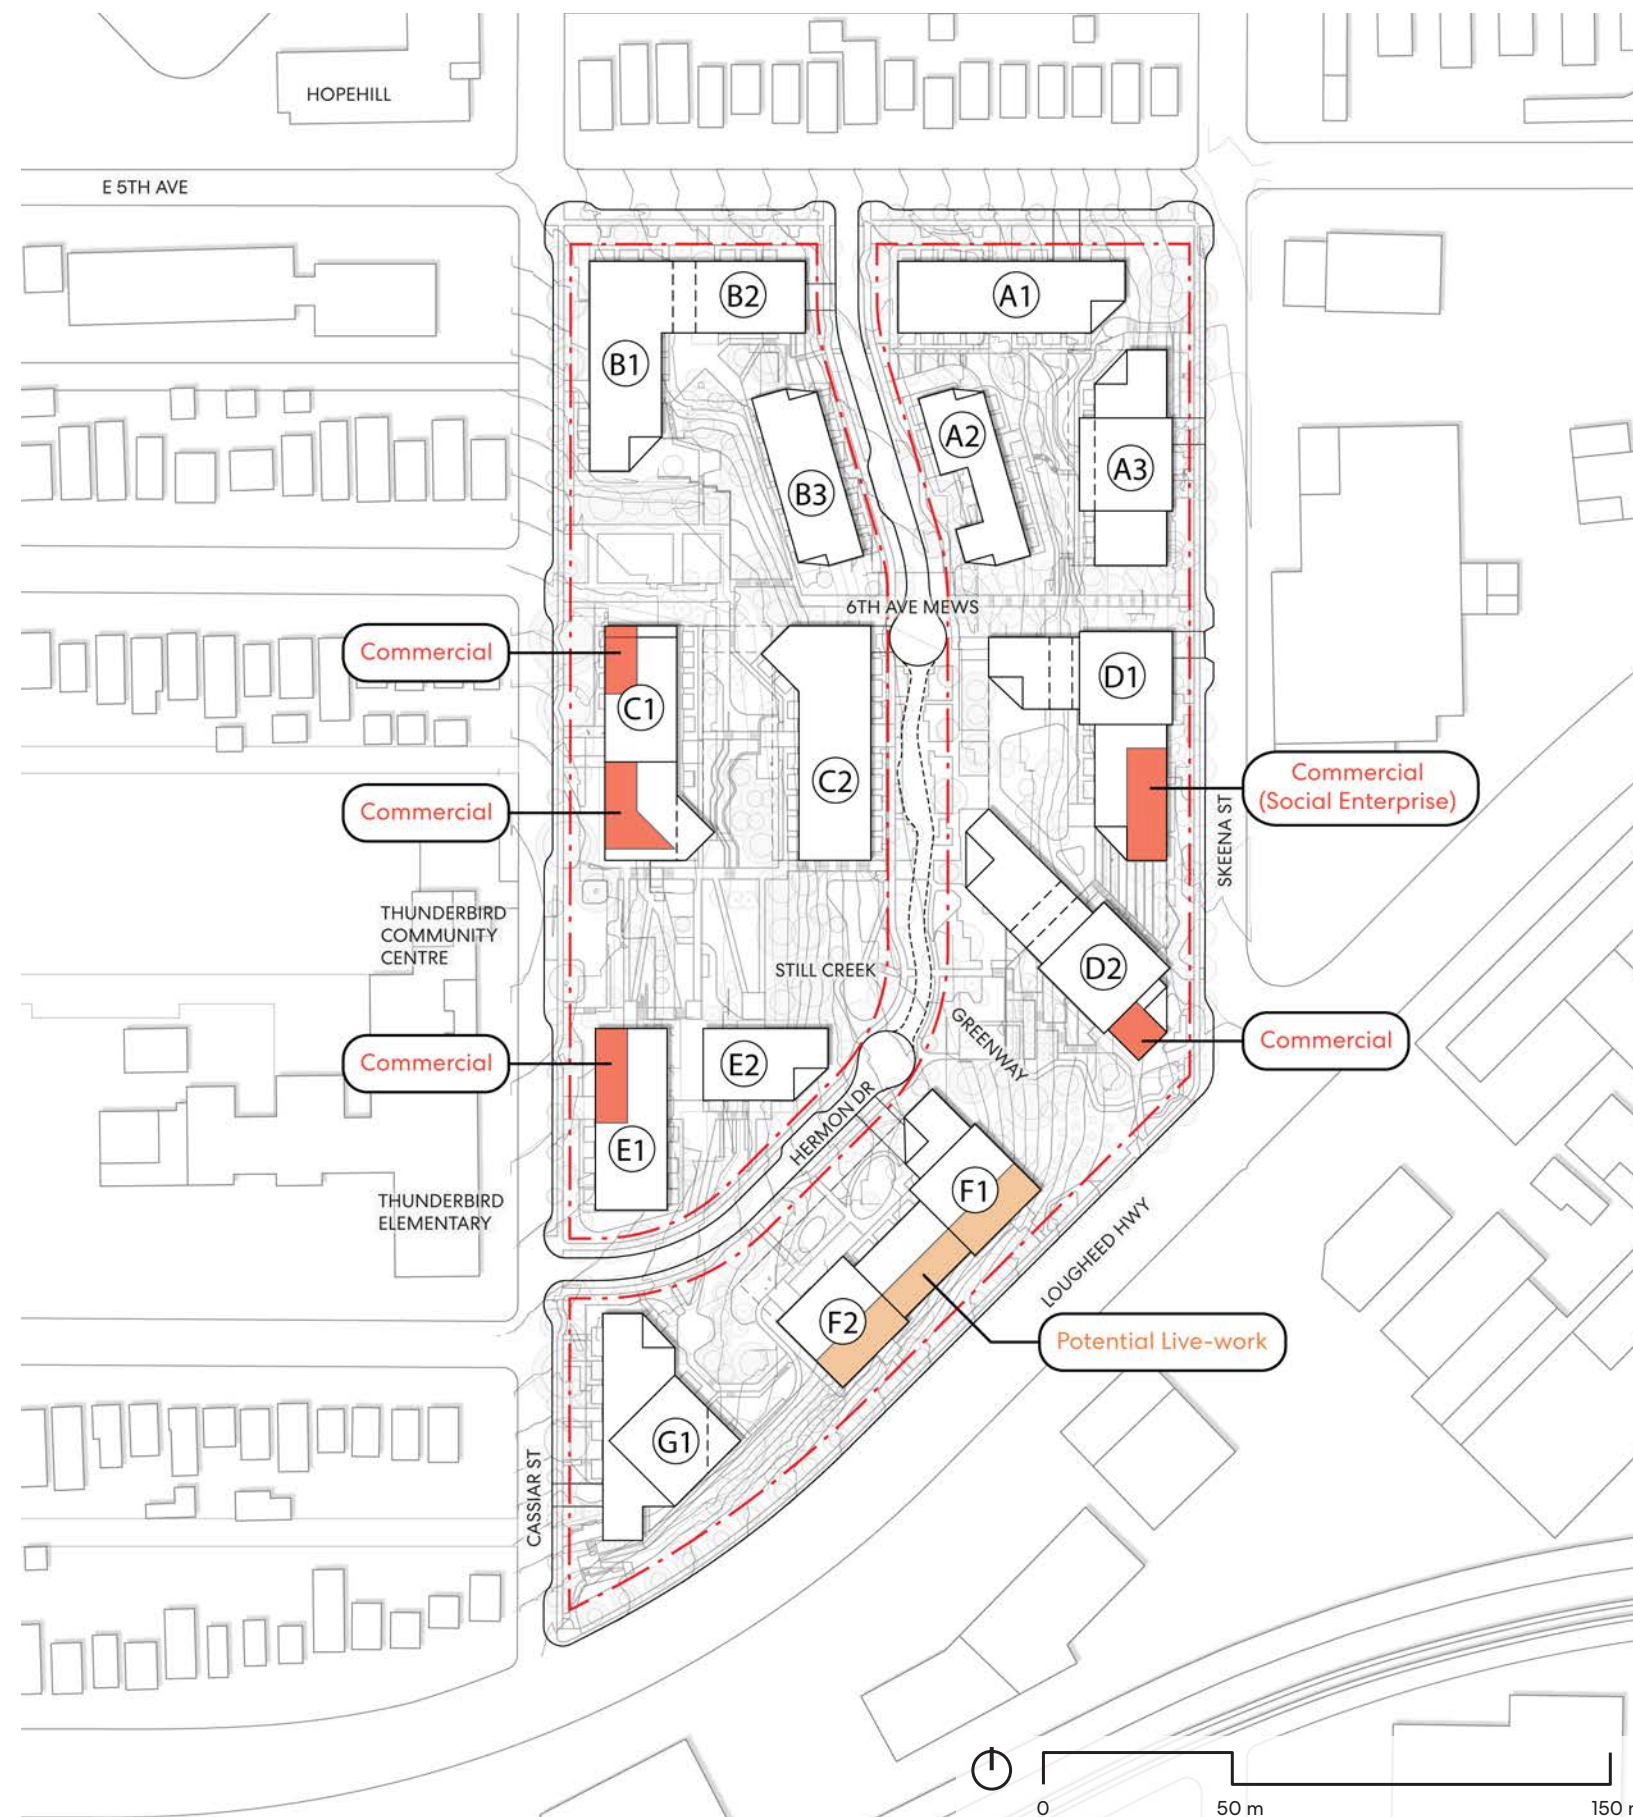 HOPEHILL
E 5TH AVE
B2
A1
B1
A2
A3
B3
6TH AVE MEWS
Commercial
C1
D1
C2
Commercial
Commercial
(Social Enterprise)
SKEENA ST
THUNDERBIRD
COMMUNITY
CENTRE
STILL CREEK
D2
GREENWAY
Commercial
Commercial
E2
E1
HERMON DR
F1
THUNDERBIRD
ELEMENTARY
LOUGHEED HWY
F2
Potential Live-work
G1
CASSIAR ST
0
50 m
150 m